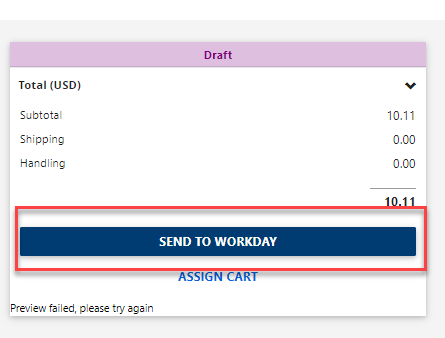 Draft
Total (USD)
Subtotal 10.11
Shipping 0.00
Handling 0.00
10.11
SEND TO WORKDAY
ASSIGN CART
Preview failed, please try again